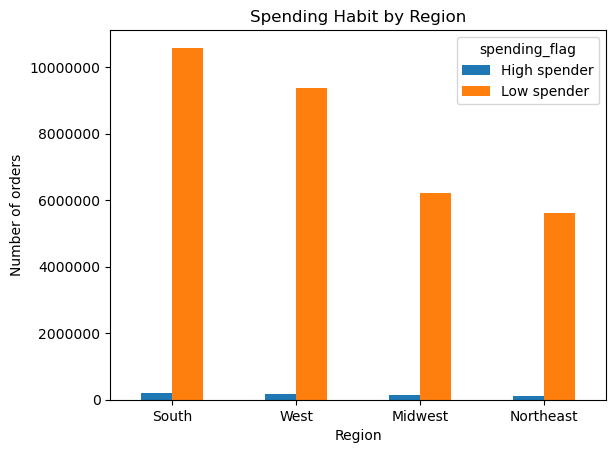 Spending Habit by Region
spending_flag
High spender
Low spender
Number of orders
10000000
8000000
6000000
4000000
2000000
0
South West Midwest Northeast
Region